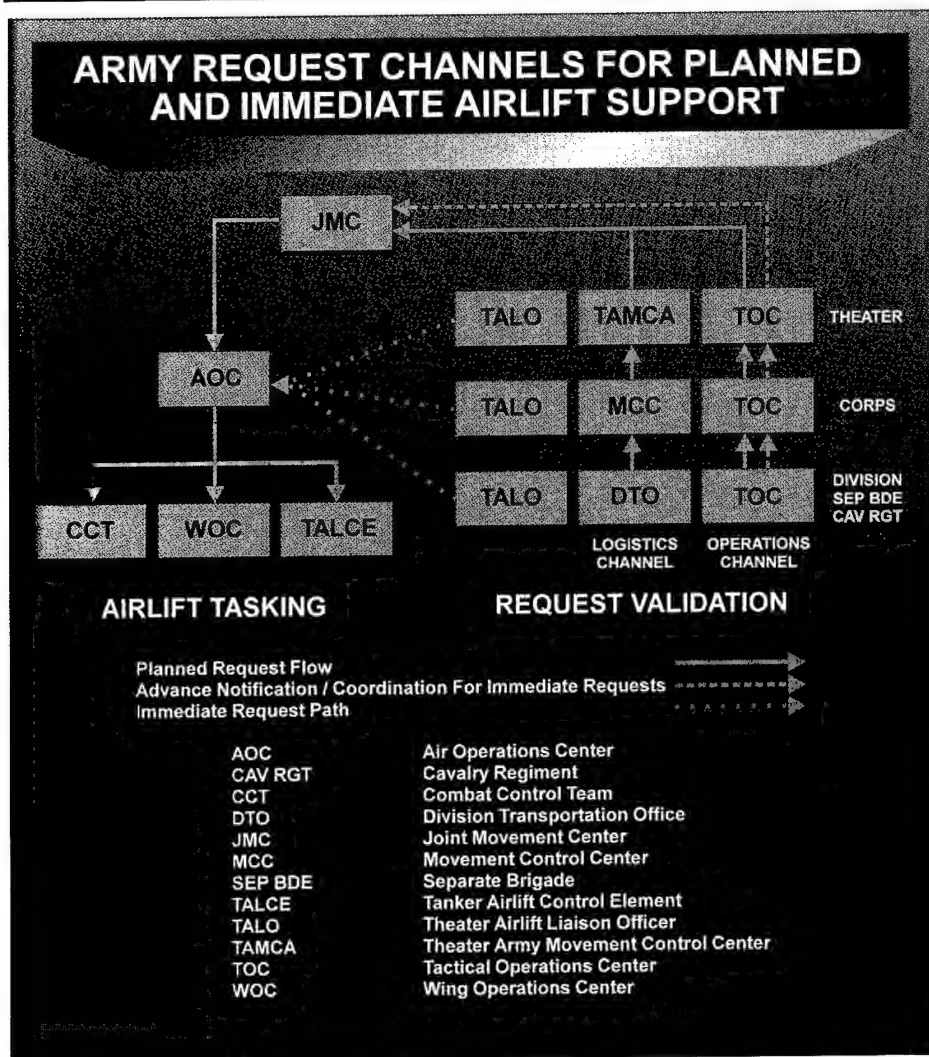 ARMY REQUEST CHANNELS FOR PLANNED
AND IMMEDIATE AIRLIFT SUPPORT
JMC
TALO TAMCA TOC THEATER
AOC
TALO MCC TOC CORPS
TALO DTO TOC DIVISION
SEP BDE
CAV RGT
CCT WOC TALCE
LOGISTICS
CHANNEL
OPERATIONS
CHANNEL
AIRLIFT TASKING
REQUEST VALIDATION
Planned Request Flow
Advance Notification / Coordination For Immediate Requests
Immediate Request Path
AOC Air Operations Center
CAV RGT Cavalry Regiment
CCT Combat Control Team
DTO Division Transportation Office
JMC Joint Movement Center
MCC Movement Control Center
SEP BDE Separate Brigade
TALCE Tanker Airlift Control Element
TALO Theater Airlift Liaison Officer
TAMCA Theater Army Movement Control Center
TOC Tactical Operations Center
WOC Wing Operations Center